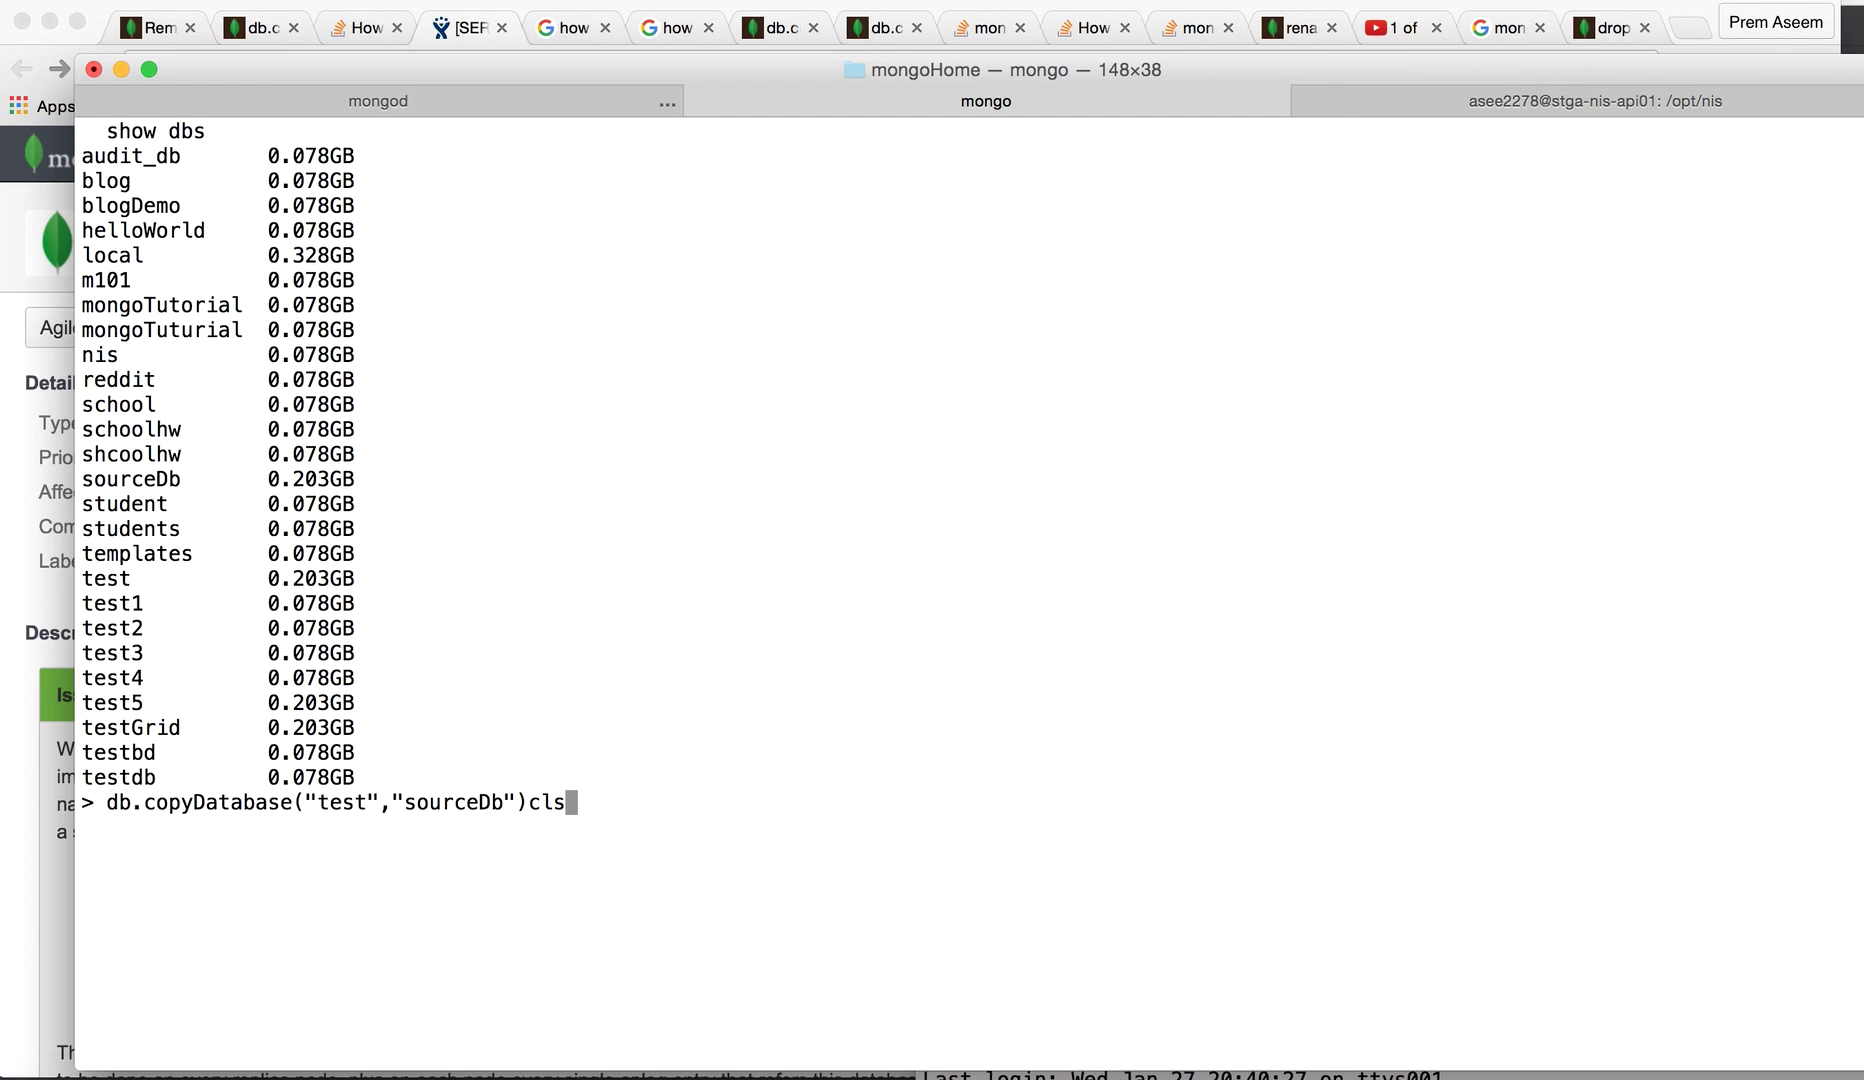 Rem db.c How [SEF how how db.c db.c mon How mon rena 1 of mon drop Prem Aseem
mongoHome — mongo — 148×38
Apps
mongod ... mongo asee2278@stga-nis-api01: /opt/nis
show dbs
audit_db 0.078GB
blog 0.078GB
blogDemo 0.078GB
helloWorld 0.078GB
local 0.328GB
m101 0.078GB
mongoTutorial 0.078GB
mongoTuturial 0.078GB
nis 0.078GB
reddit 0.078GB
school 0.078GB
schoolhw 0.078GB
shcoolhw 0.078GB
sourceDb 0.203GB
student 0.078GB
students 0.078GB
templates 0.078GB
test 0.203GB
test1 0.078GB
test2 0.078GB
test3 0.078GB
test4 0.078GB
test5 0.203GB
testGrid 0.203GB
testbd 0.078GB
testdb 0.078GB
> db.copyDatabase("test","sourceDb")cls
Agil
Detail
Type
Prio
Affe
Com
Labe
Descr
Is
W
im
na
a s
Th
Last login: Wed Jan 27 20:40:27 on ttys001